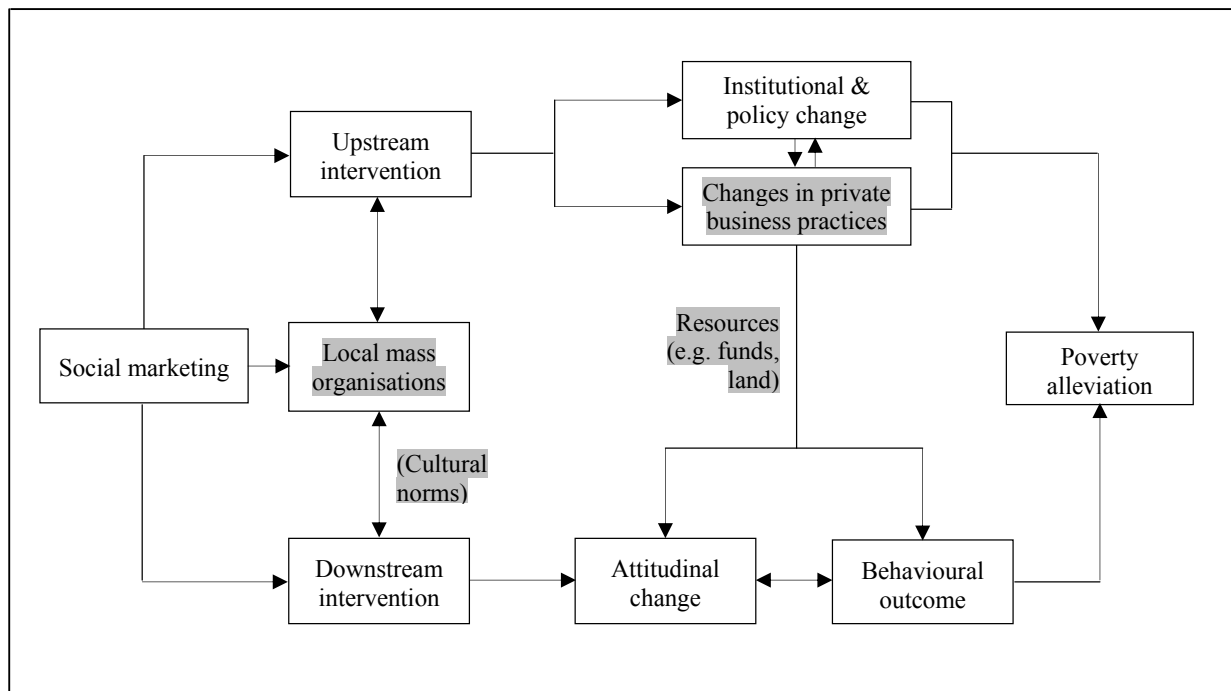 Institutional &
policy change
Upstream
intervention
Changes in private
business practices
Resources
(e.g. funds,
land)
Social marketing
Local mass
organisations
Poverty
alleviation
(Cultural
norms)
Downstream
intervention
Attitudinal
change
Behavioural
outcome